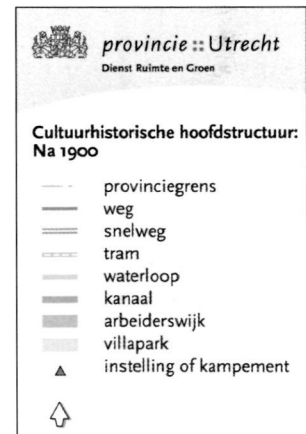 provincie :: Utrecht
Dienst Ruimte en Groen
Cultuurhistorische hoofdstructuur:
Na 1900
provinciegrens
weg
snelweg
tram
waterloop
kanaal
arbeiderswijk
villapark
instelling of kampement